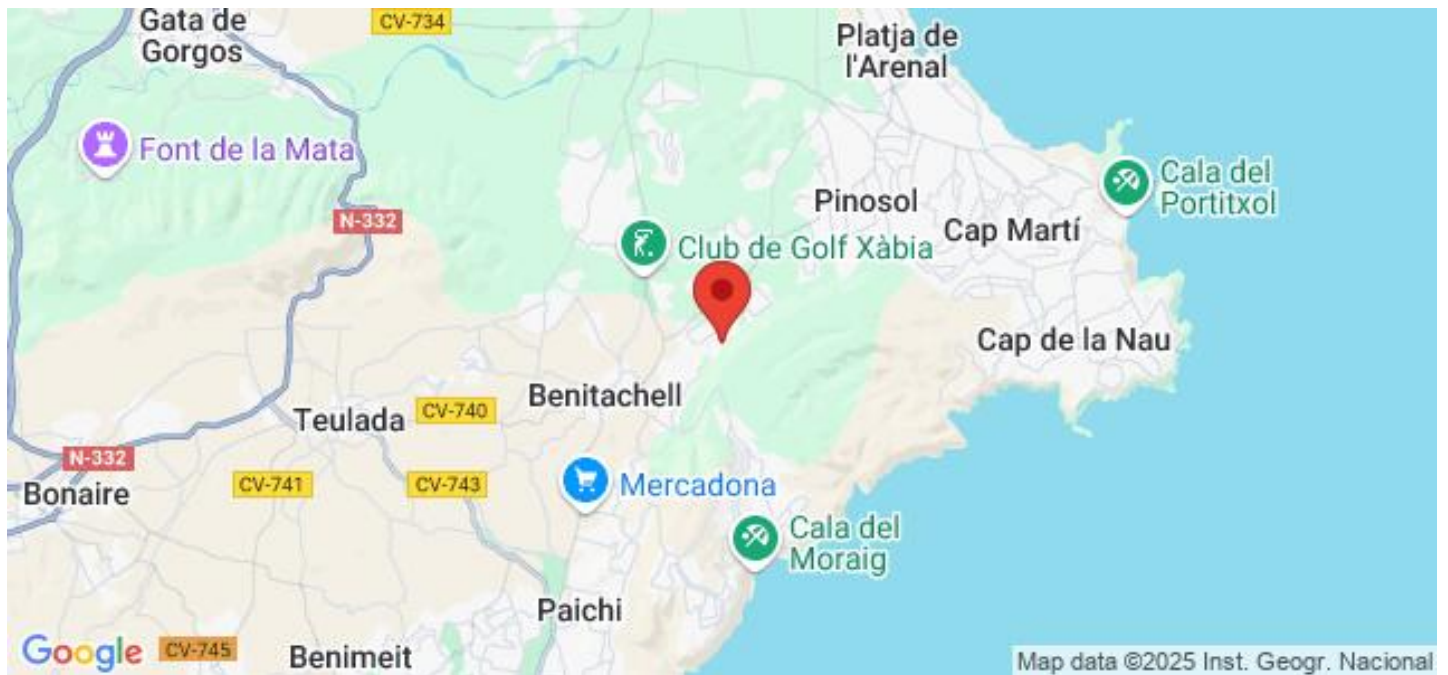 Gata de
Gorgos
CV-734
Platja de
l'Arenal
Font de la Mata
Cala del
Portitxol
Pinosol
N-332
Cap Martí
Club de Golf Xàbia
Cap de la Nau
Benitachell
Teulada
CV-740
N-332
Bonaire
CV-741
CV-743
Mercadona
Cala del
Moraig
Paichi
Google
CV-745
Benimeit
Map data ©2025 Inst. Geogr. Nacional